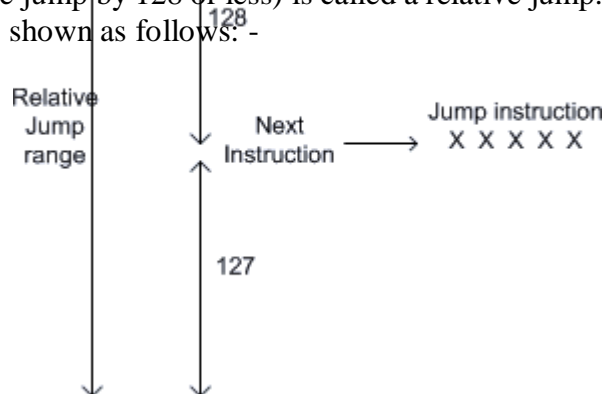 e jump by 128 or less) is called a relative jump.
shown as follows: -
128
Relative
Jump
range
Next
Instruction
Jump instruction
X X X X X
127